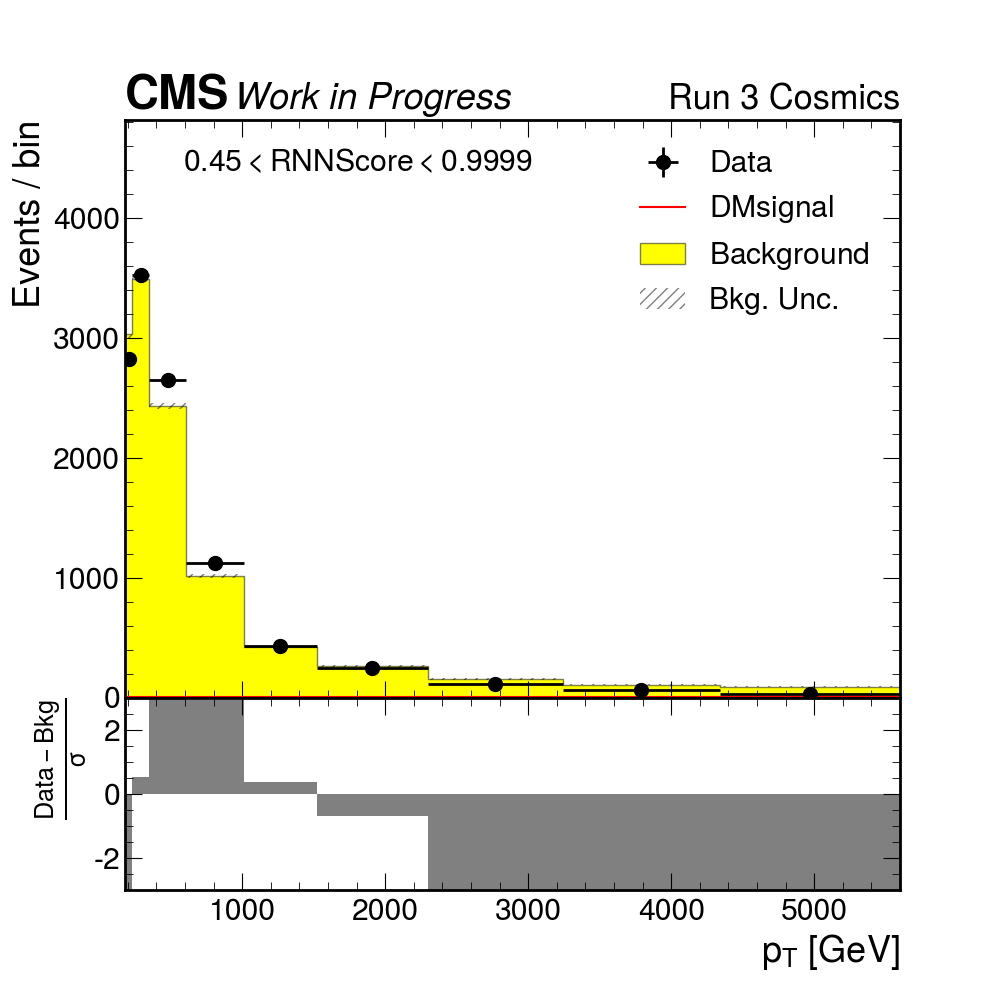 CMS Work in Progress
Run 3 Cosmics
Events / bin
0.45 < RNNScore < 0.9999
Data
DMsignal
Background
Bkg. Unc.
4000
3000
2000
1000
0
Data – Bkg
σ
2
0
-2
1000 2000 3000 4000 5000
pT [GeV]